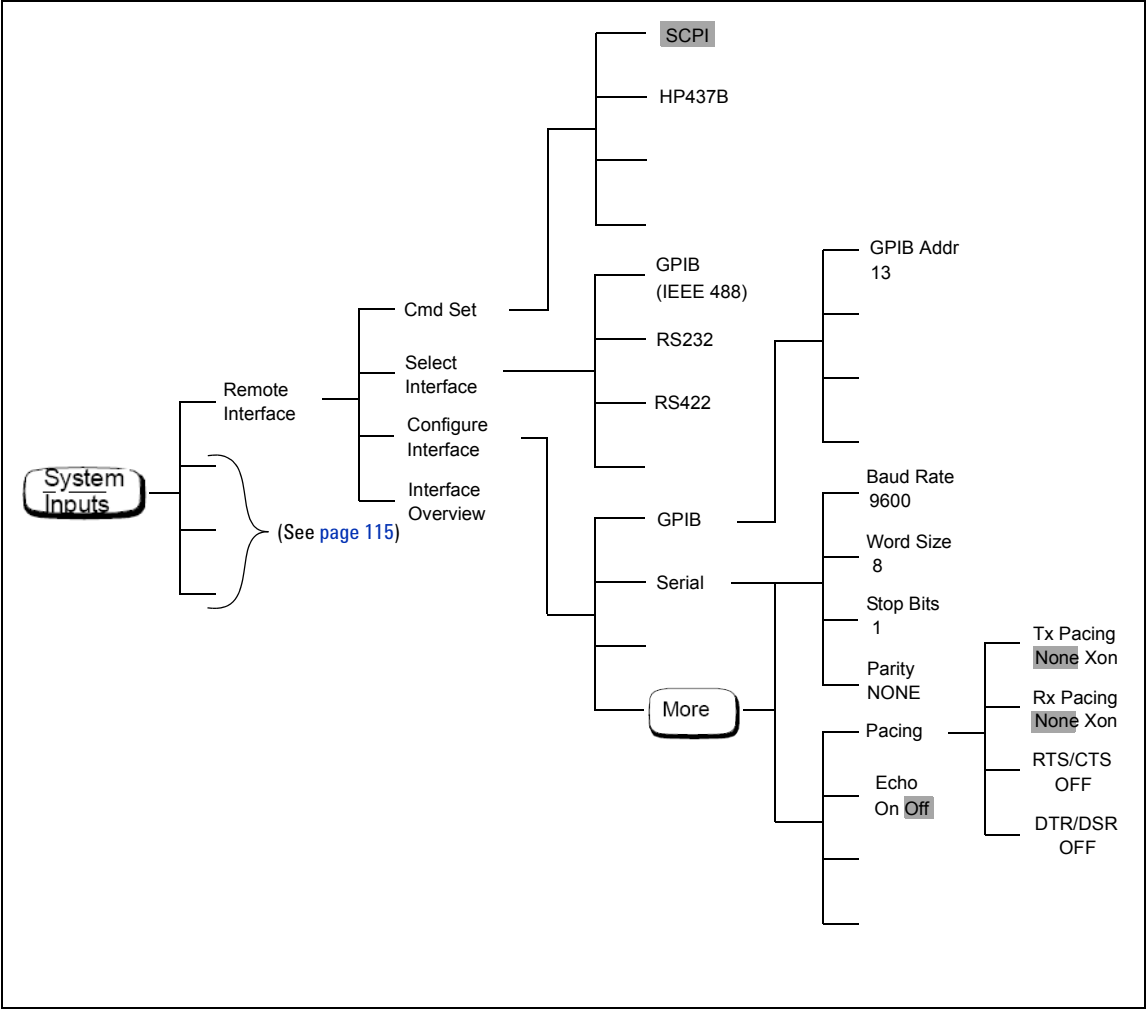 SCPI
HP437B
GPIB
(IEEE 488)
RS232
RS422
Cmd Set
Select
Interface
Configure
Interface
Interface
Overview
Remote
Interface
System
Inputs
(See page 115)
GPIB
Serial
More
GPIB Addr
13
Baud Rate
9600
Word Size
8
Stop Bits
1
Parity
NONE
Pacing
Echo
On Off
Tx Pacing
None Xon
Rx Pacing
None Xon
RTS/CTS
OFF
DTR/DSR
OFF